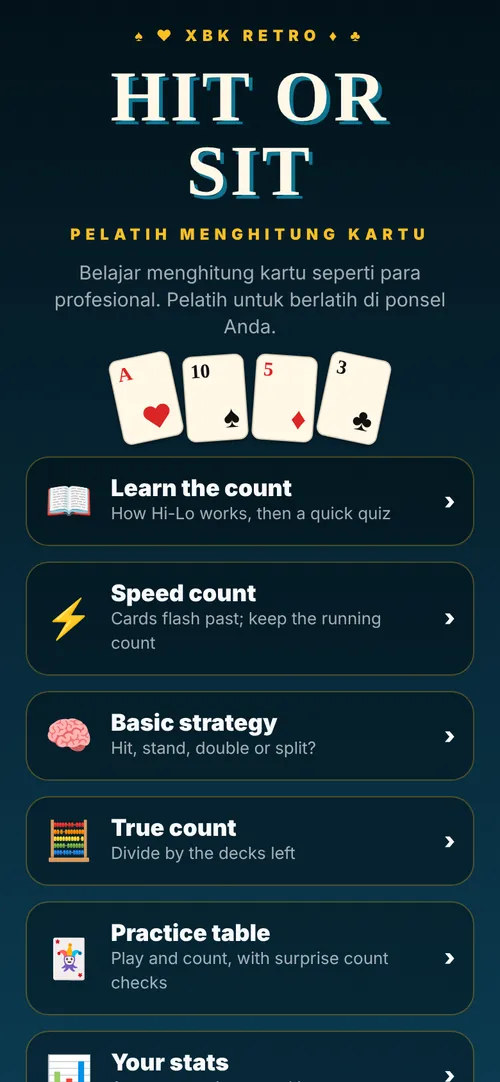 ♠ ♥ XBK RETRO ♦ ♣
HIT OR
SIT
PELATIH MENGHITUNG KARTU
Belajar menghitung kartu seperti para
profesional. Pelatih untuk berlatih di ponsel
Anda.
A
10
5
3
Learn the count
How Hi-Lo works, then a quick quiz
Speed count
Cards flash past; keep the running
count
Basic strategy
Hit, stand, double or split?
True count
Divide by the decks left
Practice table
Play and count, with surprise count
checks
Your stats